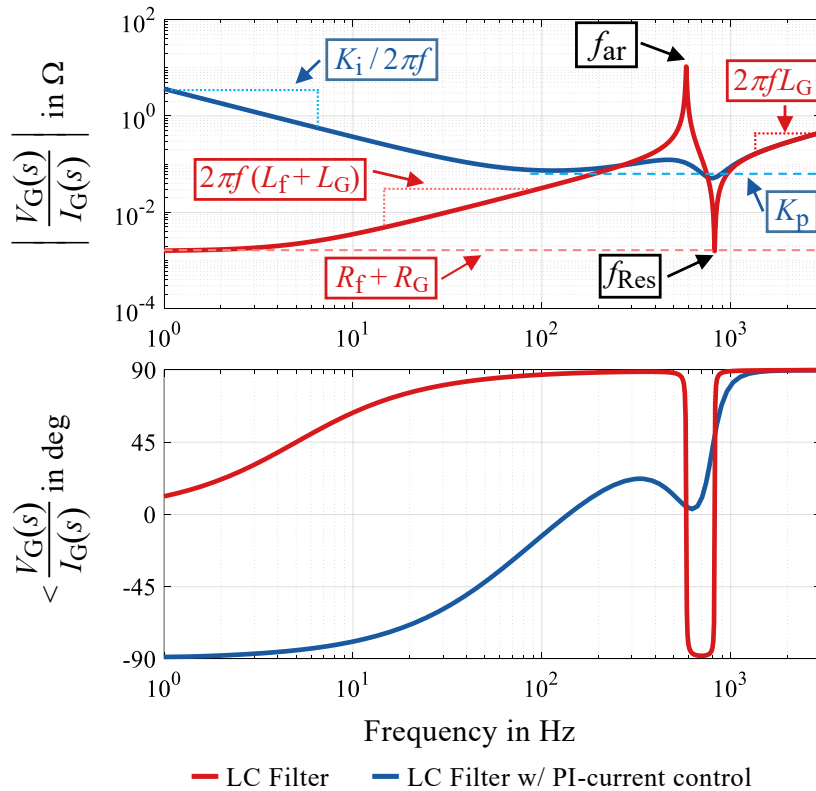 10^2
f_ar
K_i / 2πf
2πfL_G
10^0
|V_G(s)/I_G(s)| in Ω
2πf (L_f + L_G)
10^-2
K_p
R_f + R_G
f_Res
10^-4
10^0 10^1 10^2 10^3
90
45
< V_G(s)/I_G(s) in deg
0
-45
-90
10^0 10^1 10^2 10^3
Frequency in Hz
LC Filter LC Filter w/ PI-current control